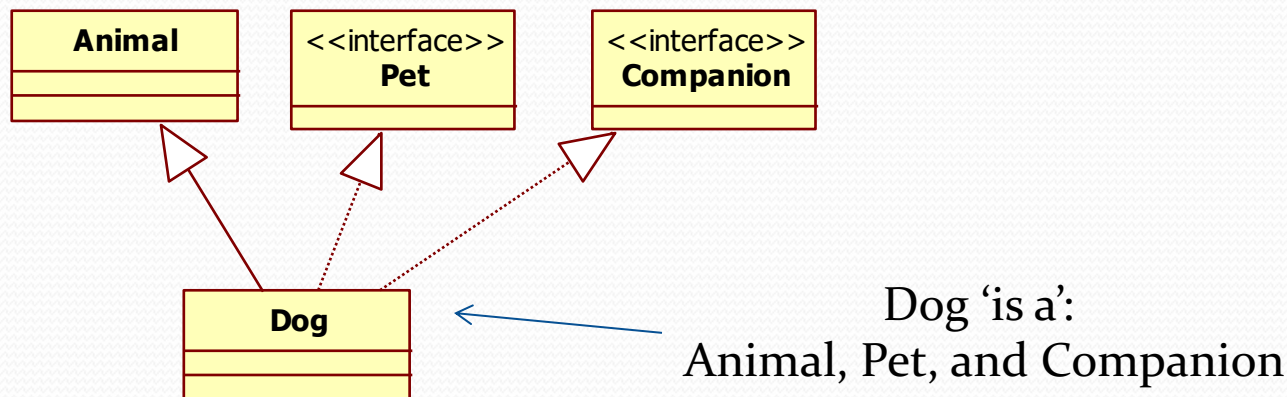 Animal
<<interface>>
Pet
<<interface>>
Companion
Dog
Dog ‘is a’:
Animal, Pet, and Companion